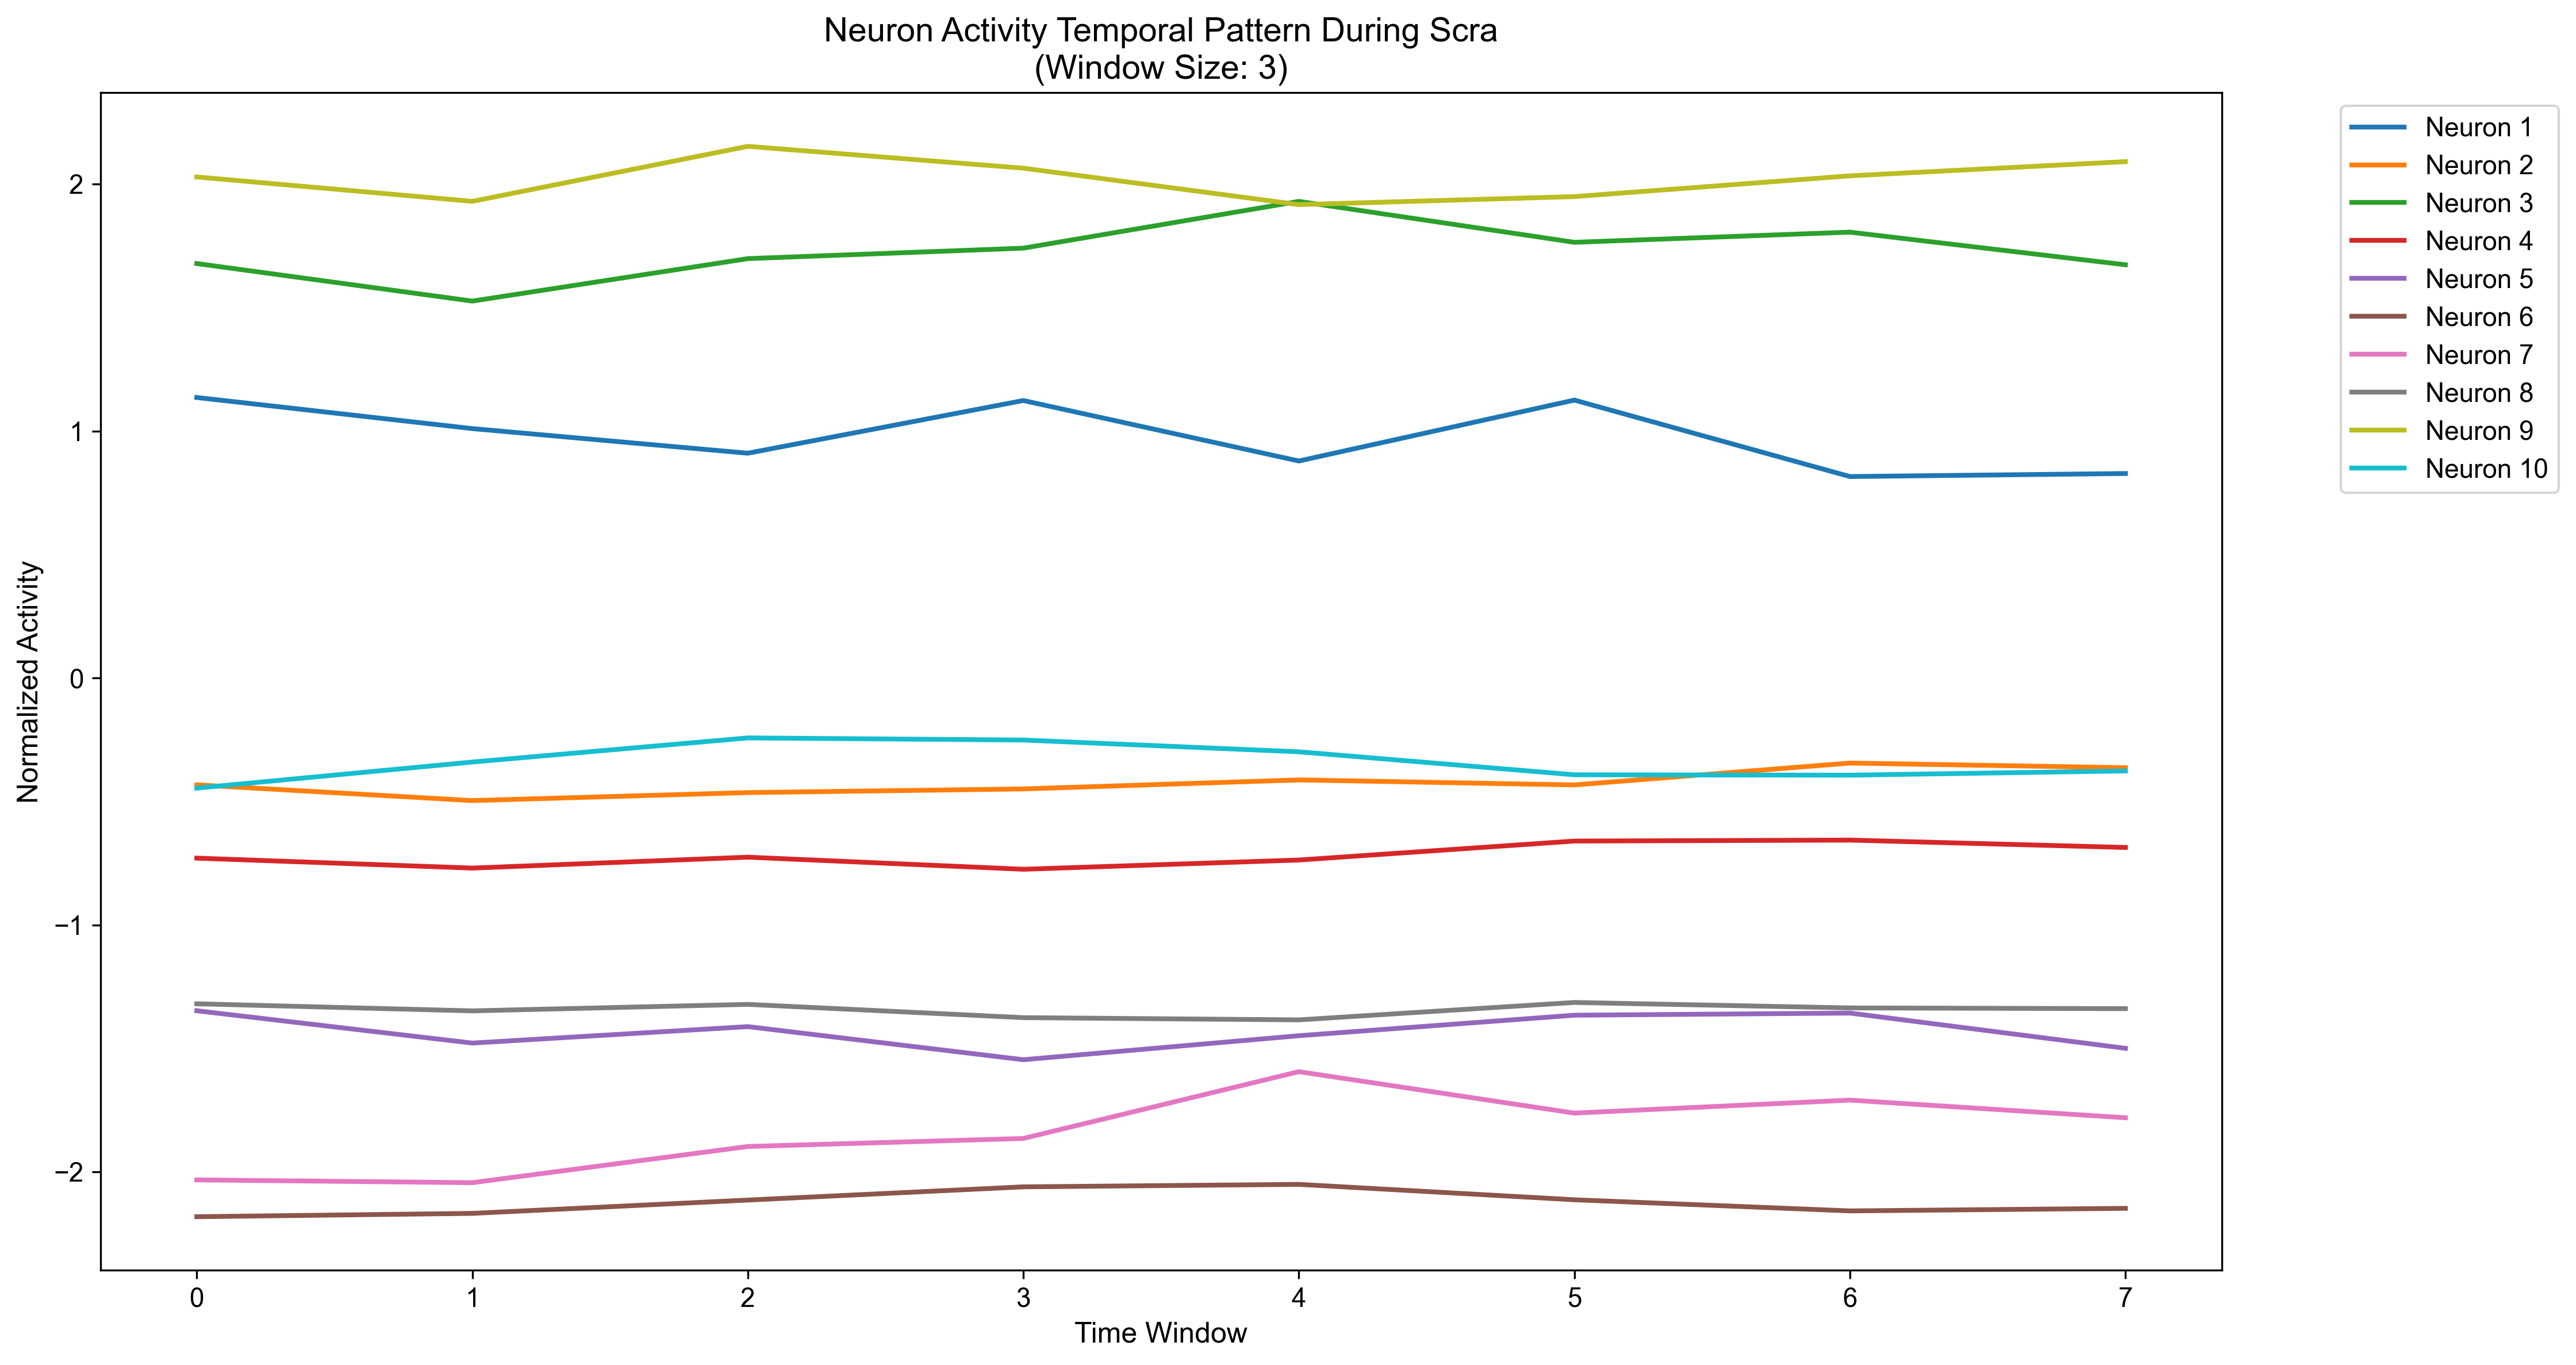 Neuron Activity Temporal Pattern During Scra
(Window Size: 3)
Neuron 1
Neuron 2
Neuron 3
Neuron 4
Neuron 5
Neuron 6
Neuron 7
Neuron 8
Neuron 9
Neuron 10
Normalized Activity
2
1
0
−1
−2
0 1 2 3 4 5 6 7
Time Window